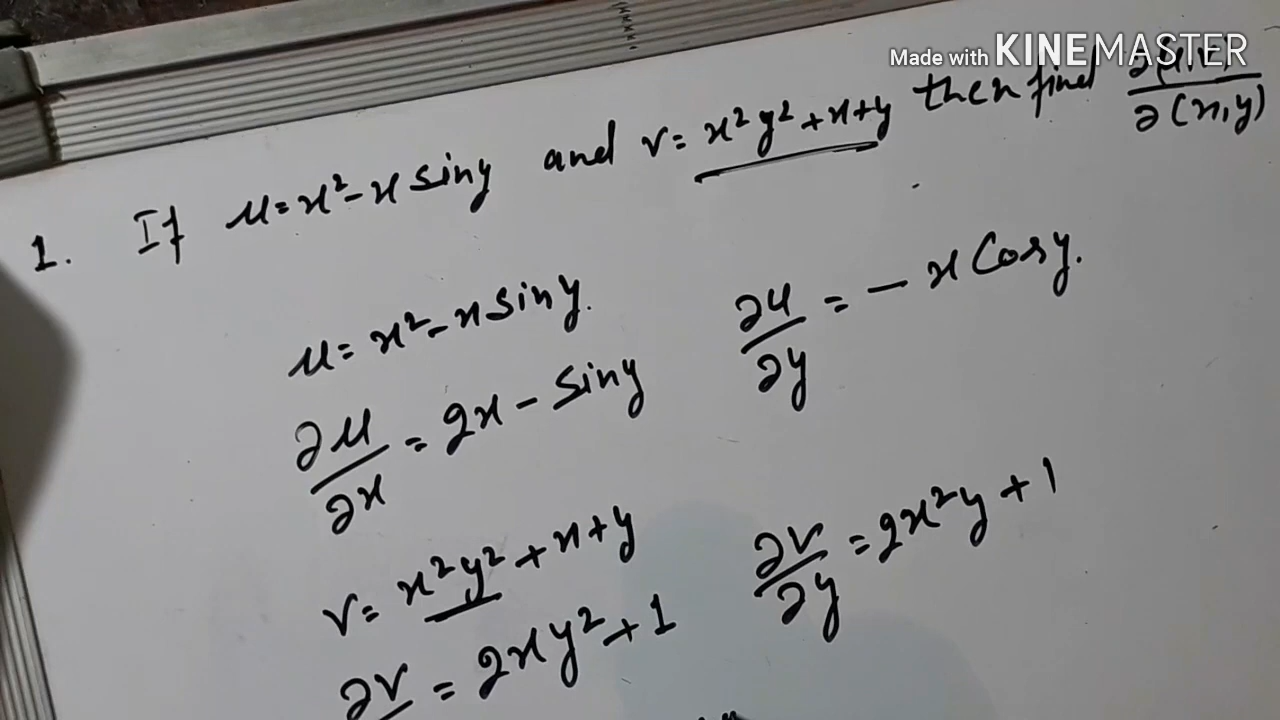 Made with KINEMASTER
1. If u=x²-x siny and v=x²y²+x+y then find ∂(u,v)/∂(x,y)
u=x²-x siny.
∂u/∂x = 2x - siny
∂u/∂y = - x Cosy.
v= x²y²+x+y
∂v = 2xy²+1
∂v/∂y = 2x²y+1